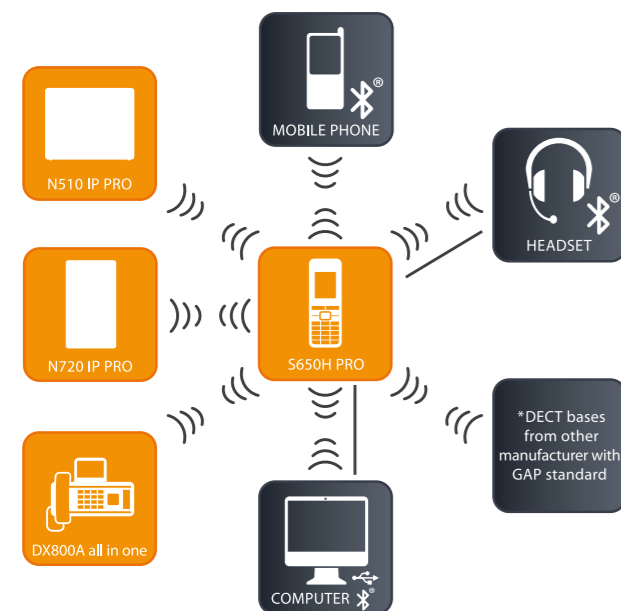 MOBILE PHONE
®
N510 IP PRO
HEADSET
®
N720 IP PRO
S650H PRO
*DECT bases
from other
manufacturer with
GAP standard
DX800A all in one
COMPUTER
®